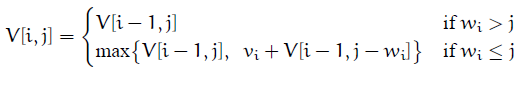 V[i, j] = { V[i − 1, j] if wᵢ > j
max{V[i − 1, j], vᵢ + V[i − 1, j − wᵢ]} if wᵢ ≤ j